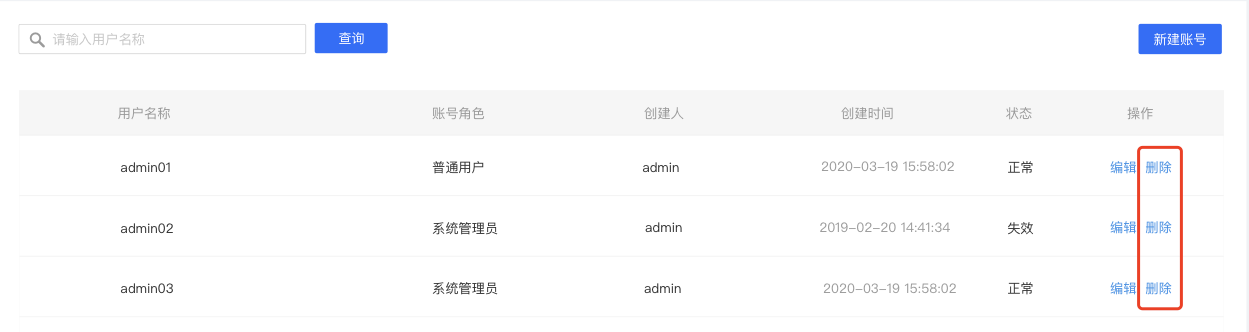 请输入用户名称 查询 新建账号
用户名称 账号角色 创建人 创建时间 状态 操作
admin01 普通用户 admin 2020-03-19 15:58:02 正常 编辑 删除
admin02 系统管理员 admin 2019-02-20 14:41:34 失效 编辑 删除
admin03 系统管理员 admin 2020-03-19 15:58:02 正常 编辑 删除